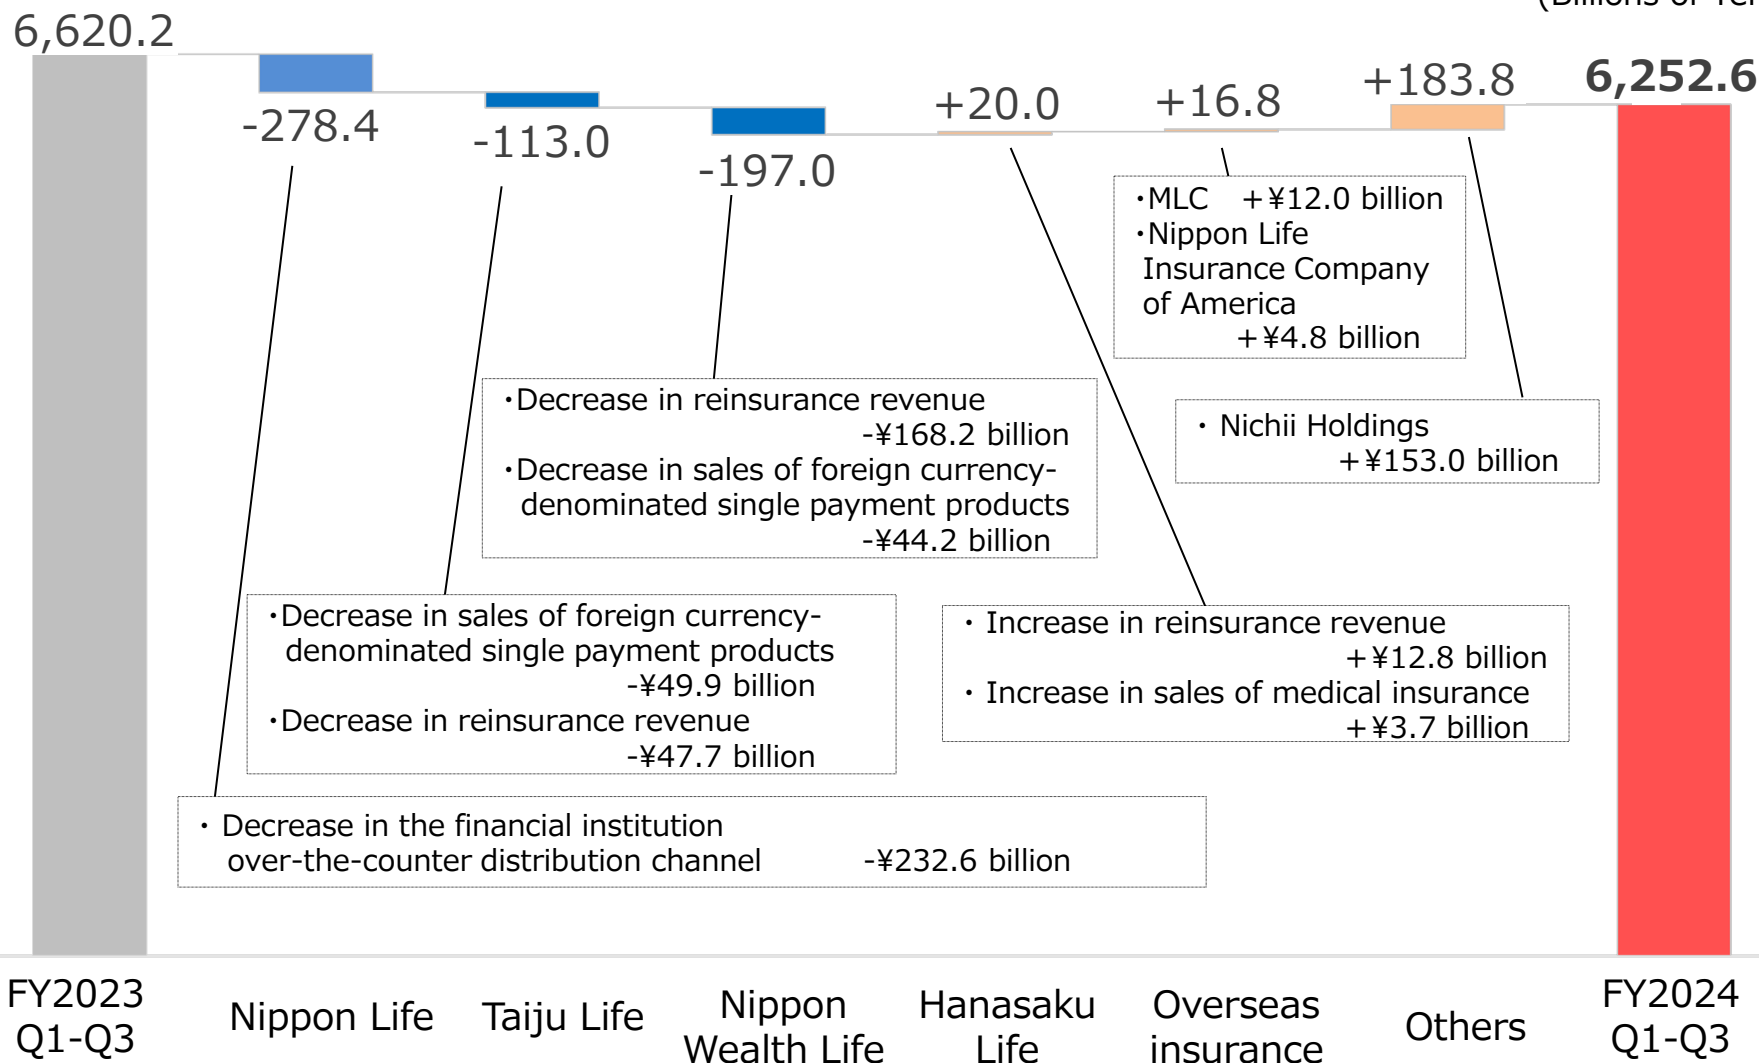 (Billions of Yen
6,620.2
-278.4
-113.0
-197.0
+20.0
+16.8
+183.8
6,252.6
・MLC +¥12.0 billion
・Nippon Life
Insurance Company
of America
+¥4.8 billion
・Decrease in reinsurance revenue
-¥168.2 billion
・Decrease in sales of foreign currency-
denominated single payment products
-¥44.2 billion
・ Nichii Holdings
+¥153.0 billion
・Decrease in sales of foreign currency-
denominated single payment products
-¥49.9 billion
・Decrease in reinsurance revenue
-¥47.7 billion
・ Increase in reinsurance revenue
+¥12.8 billion
・ Increase in sales of medical insurance
+¥3.7 billion
・ Decrease in the financial institution
over-the-counter distribution channel -¥232.6 billion
FY2023
Q1-Q3
Nippon Life
Taiju Life
Nippon
Wealth Life
Hanasaku
Life
Overseas
insurance
Others
FY2024
Q1-Q3